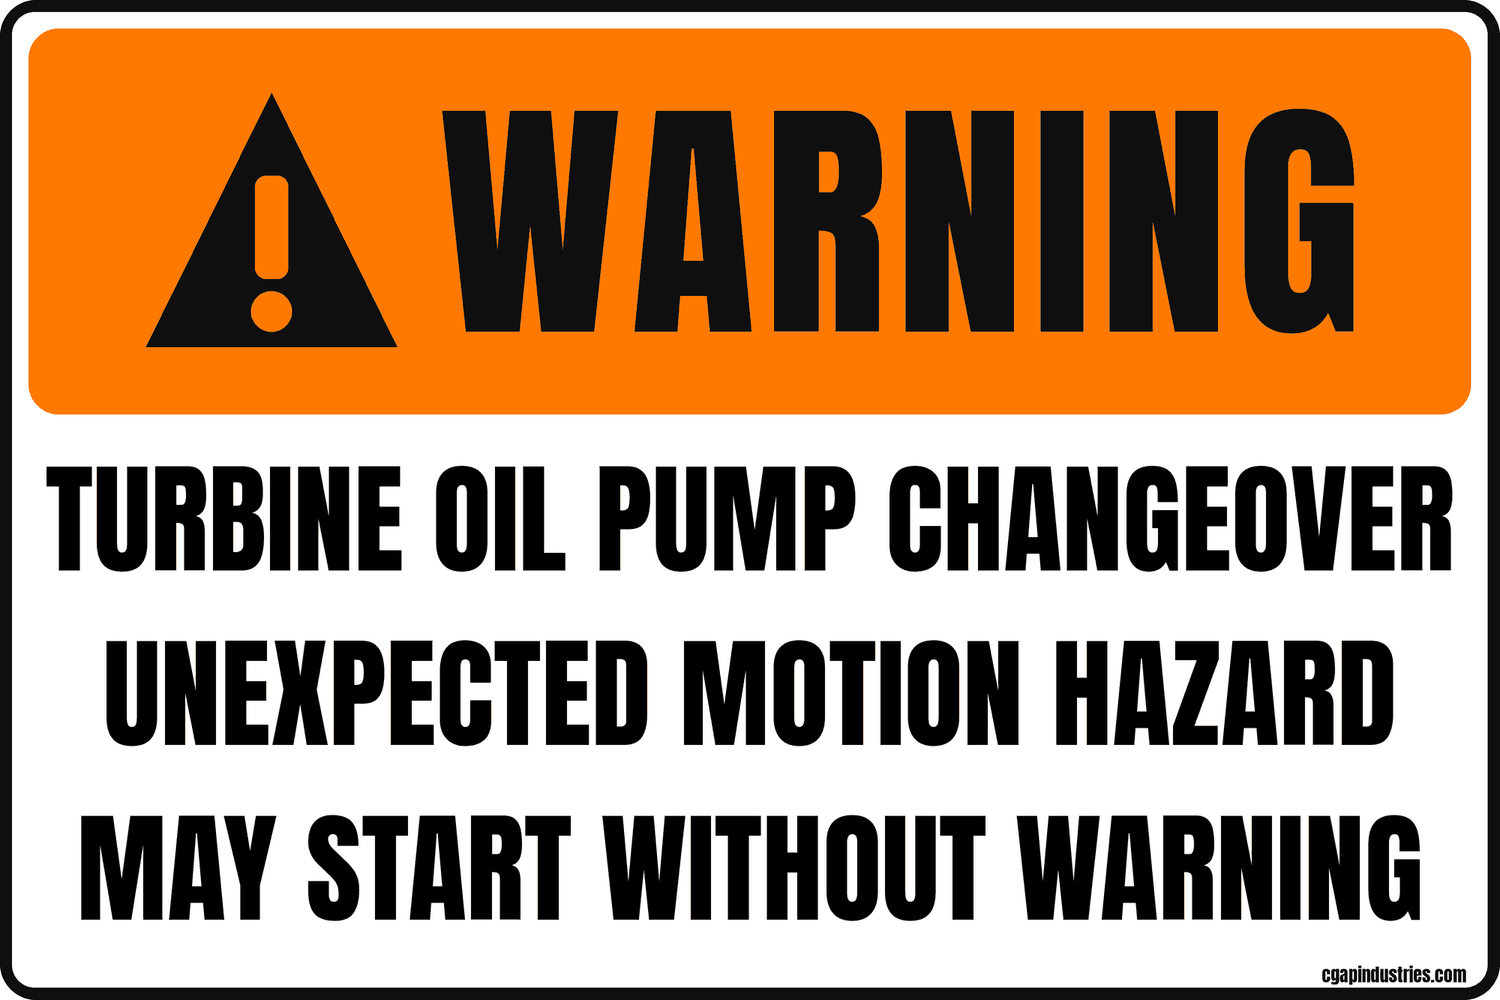 WARNING
TURBINE OIL PUMP CHANGEOVER
UNEXPECTED MOTION HAZARD
MAY START WITHOUT WARNING
cgapindustries.com